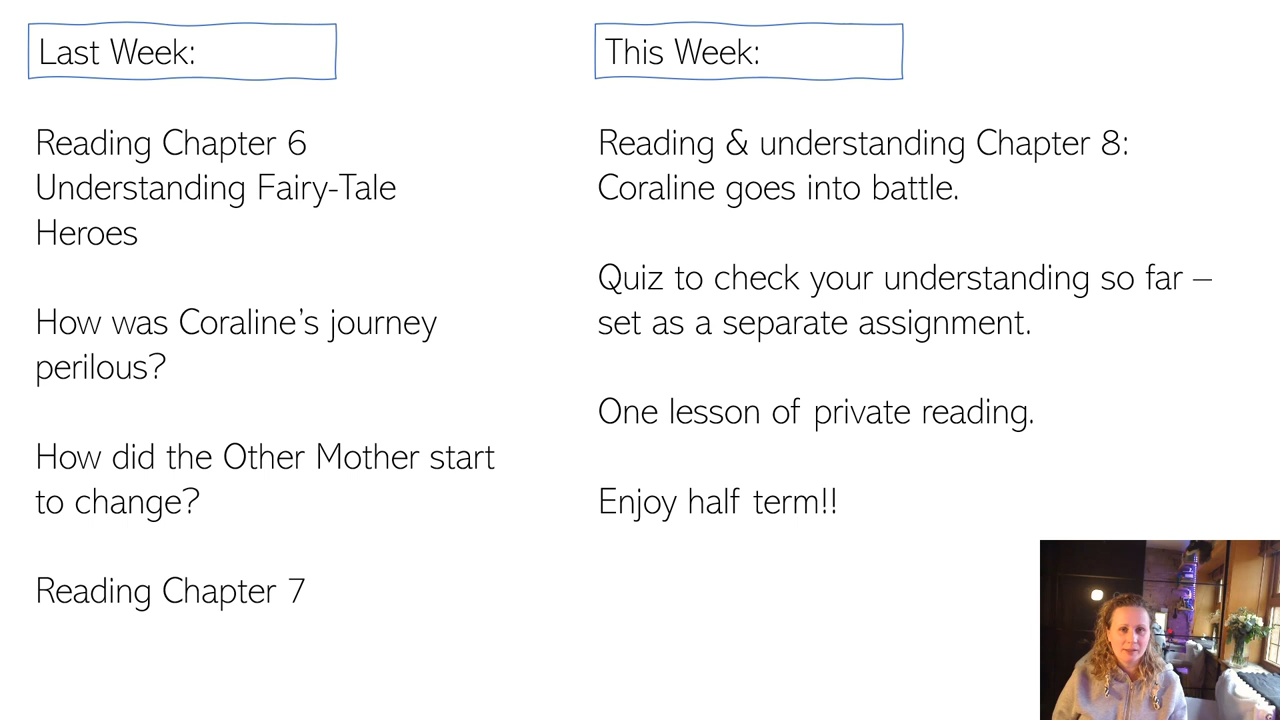 Last Week:
Reading Chapter 6
Understanding Fairy-Tale
Heroes
How was Coraline’s journey
perilous?
How did the Other Mother start
to change?
Reading Chapter 7
This Week:
Reading & understanding Chapter 8:
Coraline goes into battle.
Quiz to check your understanding so far –
set as a separate assignment.
One lesson of private reading.
Enjoy half term!!